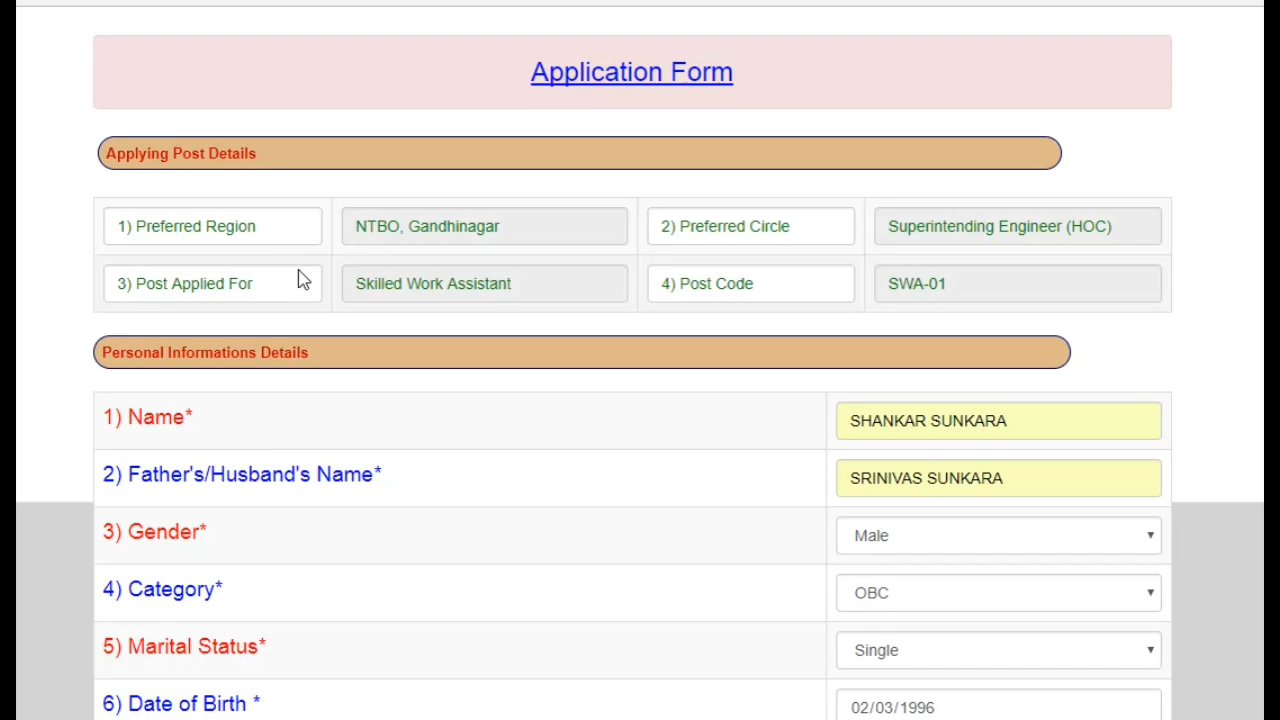 Application Form
Applying Post Details
1) Preferred Region NTBO, Gandhinagar 2) Preferred Circle Superintending Engineer (HOC)
3) Post Applied For Skilled Work Assistant 4) Post Code SWA-01
Personal Informations Details
1) Name* SHANKAR SUNKARA
2) Father's/Husband's Name* SRINIVAS SUNKARA
3) Gender* Male
4) Category* OBC
5) Marital Status* Single
6) Date of Birth * 02/03/1996